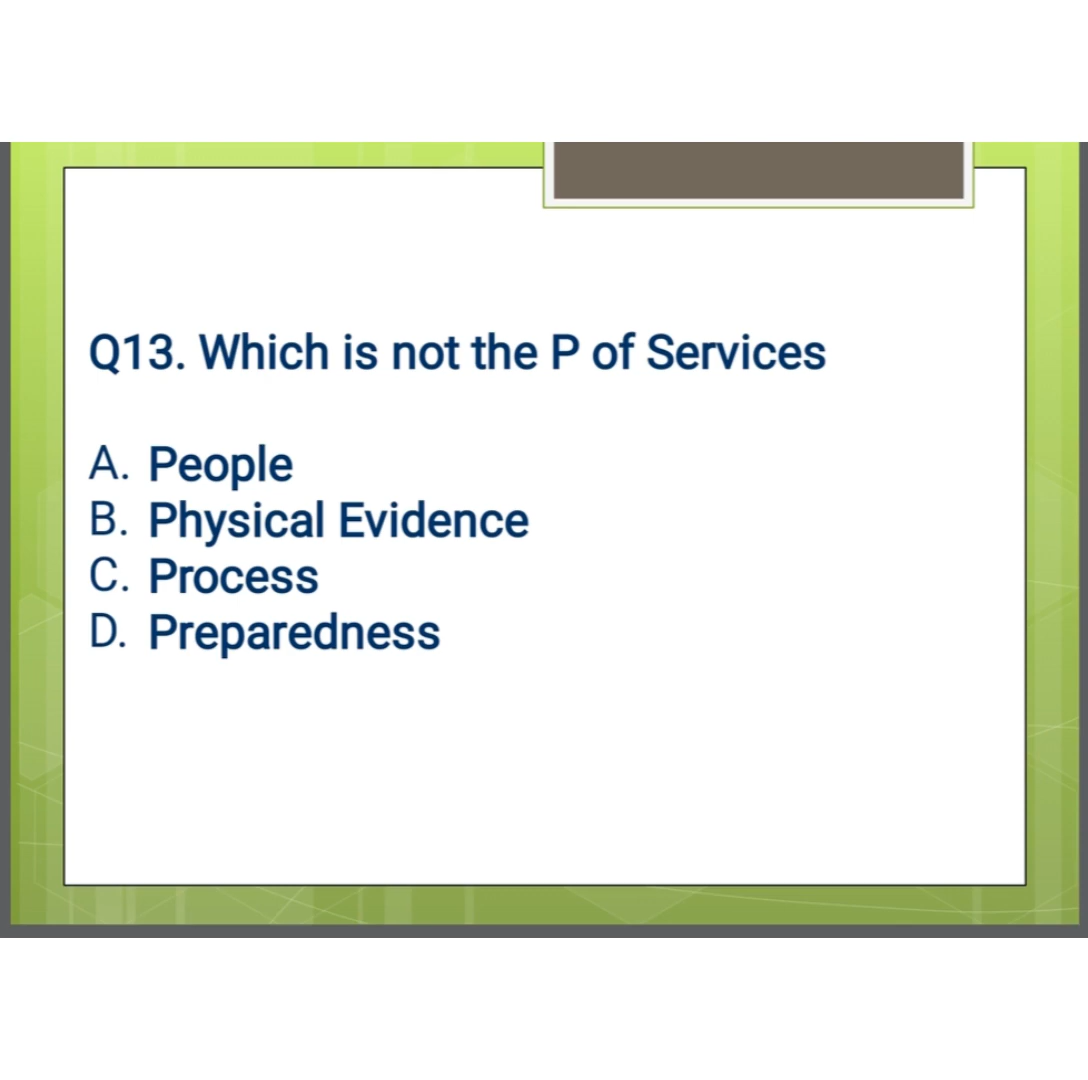 Q13. Which is not the P of Services
A. People
B. Physical Evidence
C. Process
D. Preparedness